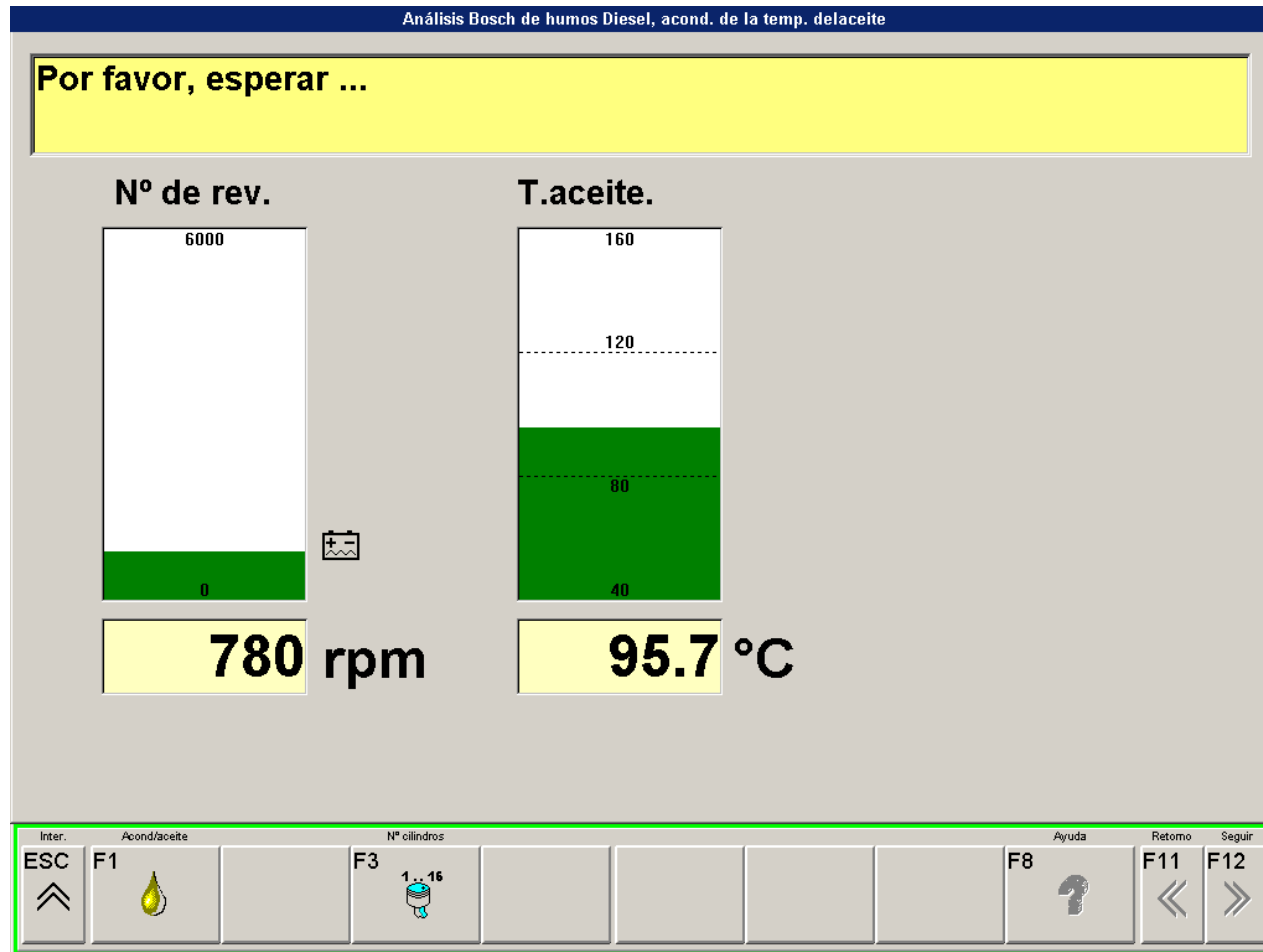 Análisis Bosch de humos Diesel, acond. de la temp. delaceite
Por favor, esperar ...
Nº de rev.
T.aceite.
6000
160
120
80
0
40
780 rpm
95.7 °C
Inter.
Acond/aceite
Nº cilindros
Ayuda
Retorno
Seguir
ESC
F1
F3
1..16
F8
F11
F12